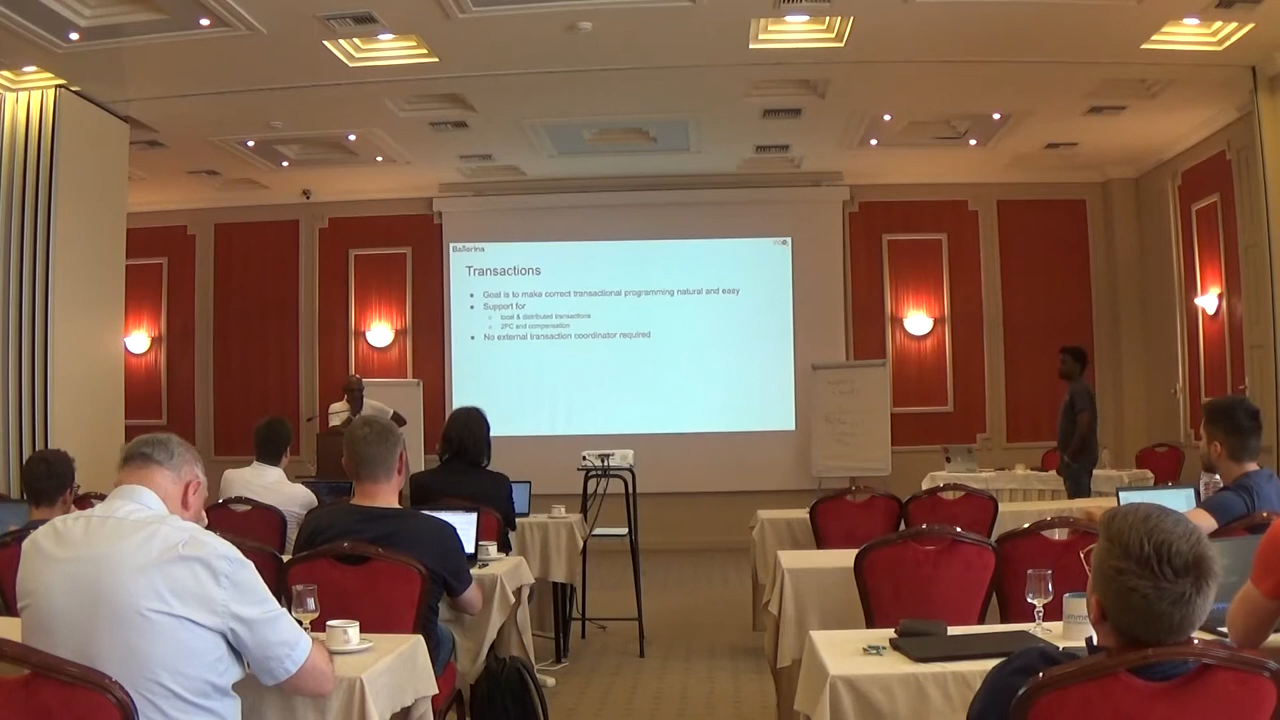 Ballerina
Transactions
● Goal is to make correct transactional programming natural and easy
● Support for
○ local & distributed transactions
○ 2PC and compensation
● No external transaction coordinator required